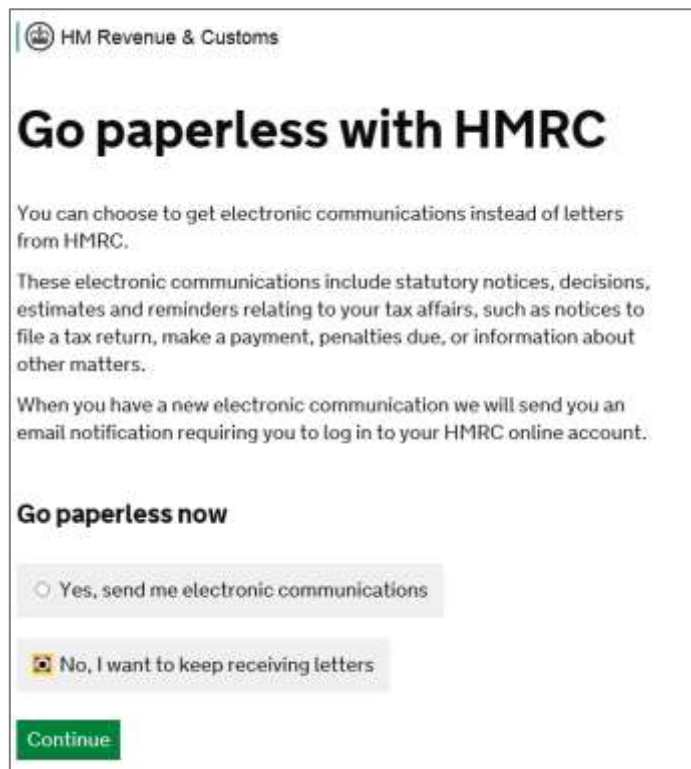 HM Revenue & Customs
Go paperless with HMRC
You can choose to get electronic communications instead of letters
from HMRC.
These electronic communications include statutory notices, decisions,
estimates and reminders relating to your tax affairs, such as notices to
file a tax return, make a payment, penalties due, or information about
other matters.
When you have a new electronic communication we will send you an
email notification requiring you to log in to your HMRC online account.
Go paperless now
Yes, send me electronic communications
No, I want to keep receiving letters
Continue